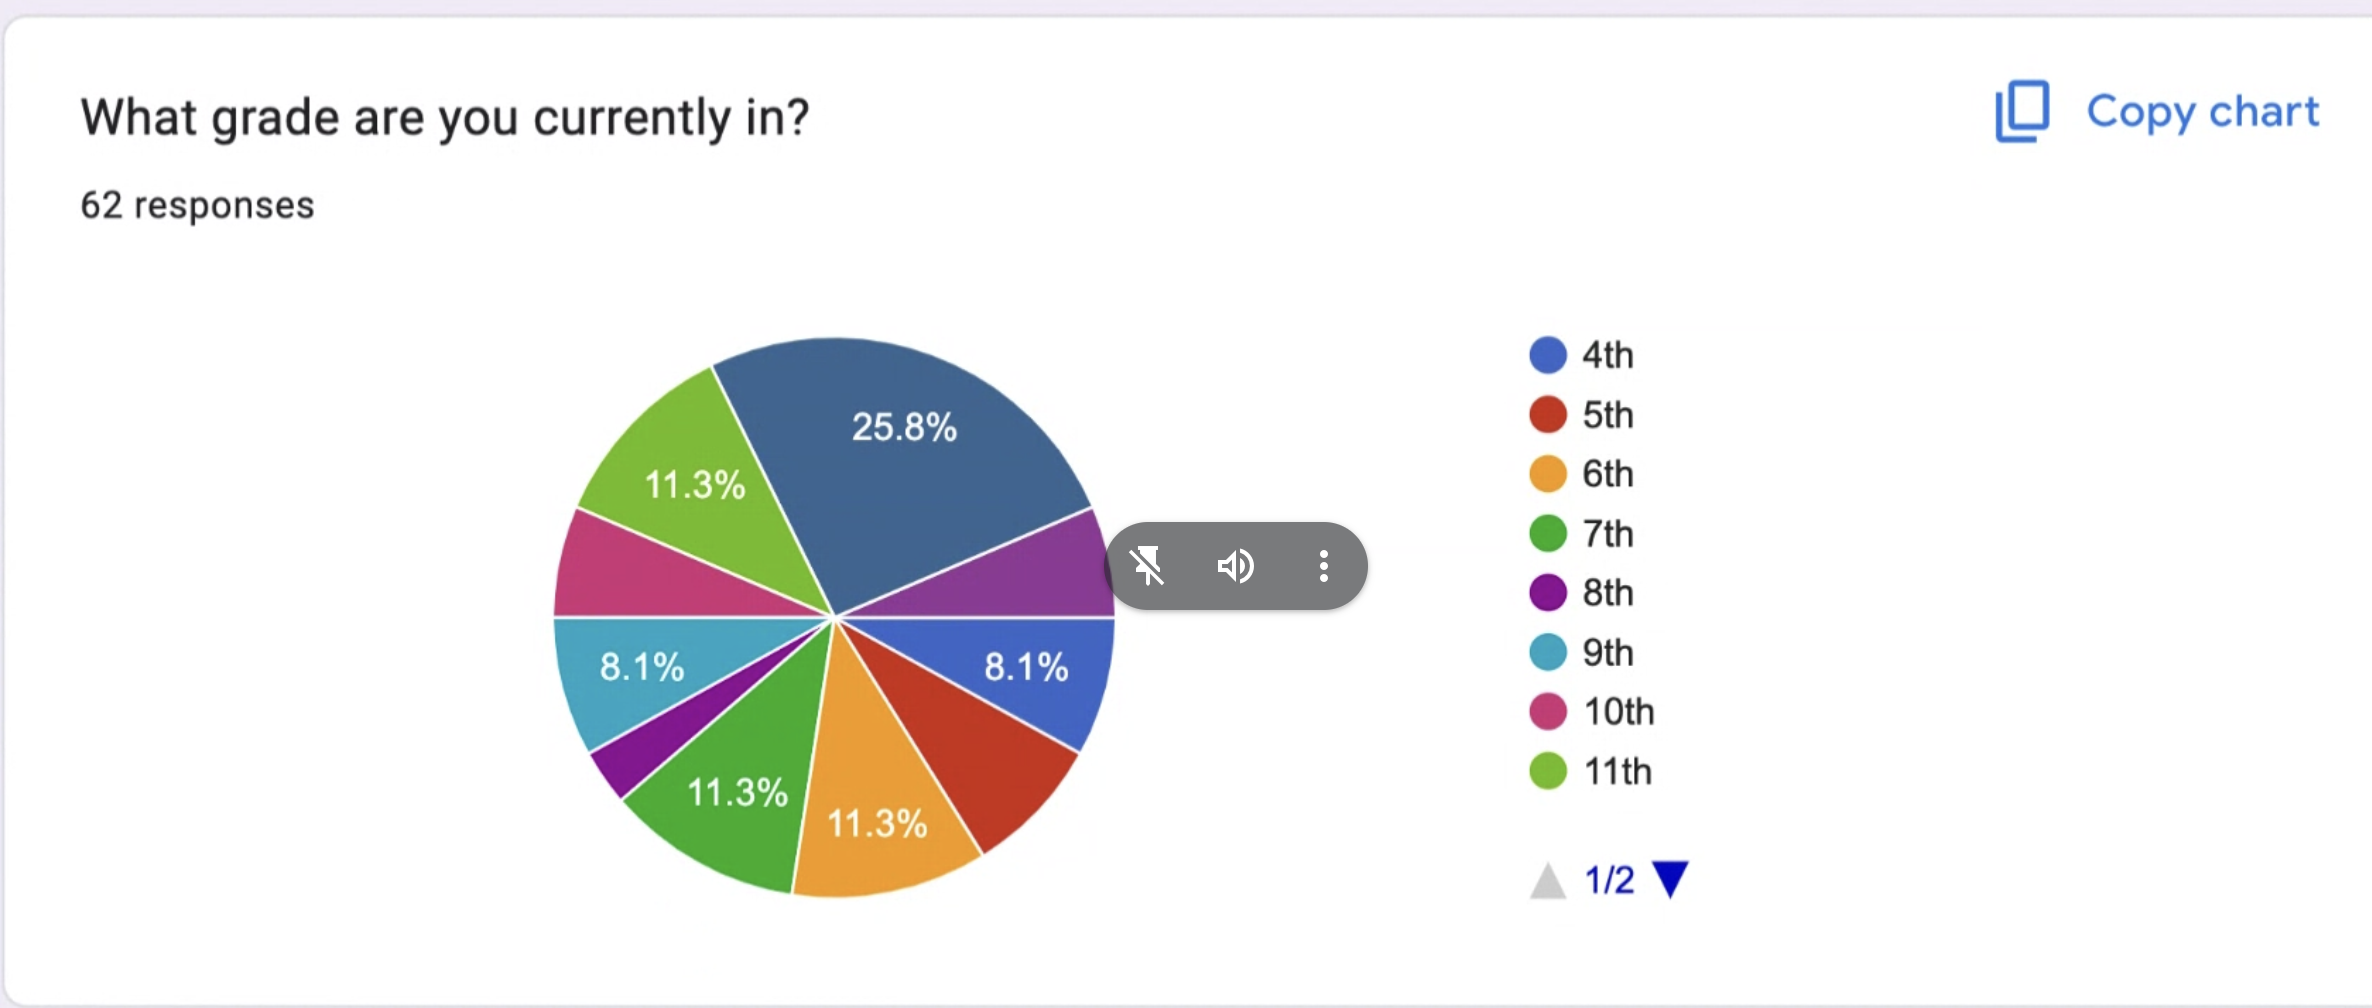 What grade are you currently in?
Copy chart
62 responses
25.8%
11.3%
8.1%
8.1%
11.3%
11.3%
4th
5th
6th
7th
8th
9th
10th
11th
1/2